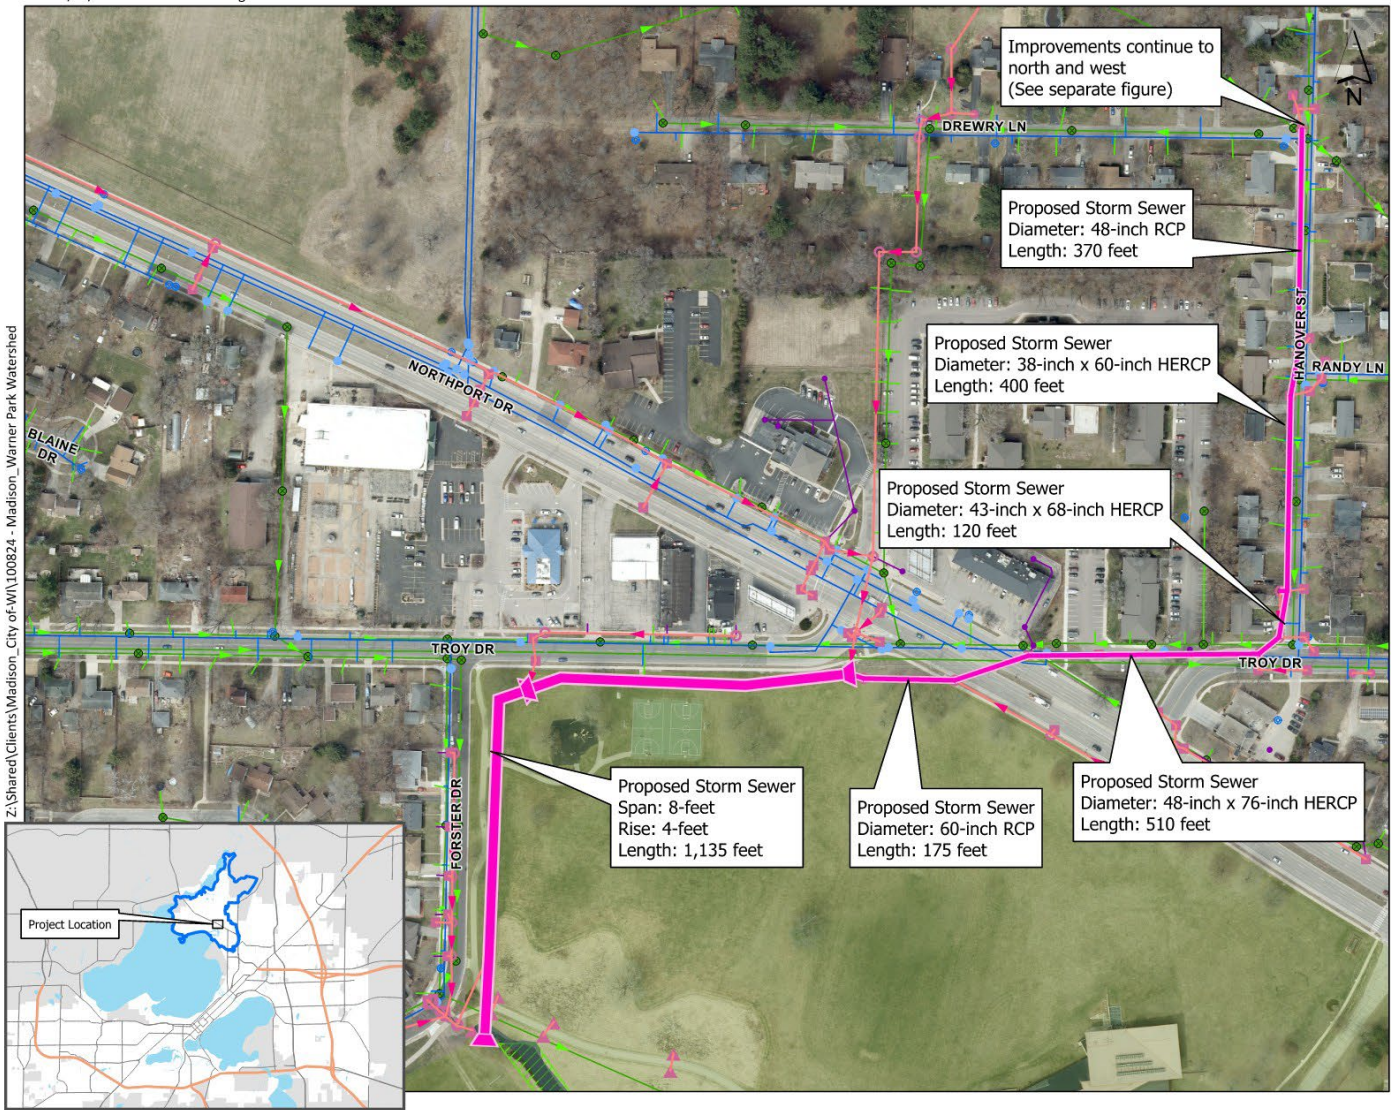 Improvements continue to
north and west
(See separate figure)
N
DREWRY LN
Proposed Storm Sewer
Diameter: 48-inch RCP
Length: 370 feet
HANOVER ST
Proposed Storm Sewer
Diameter: 38-inch x 60-inch HERCP
Length: 400 feet
RANDY LN
NORTHPORT DR
BLAINE
DR
Proposed Storm Sewer
Diameter: 43-inch x 68-inch HERCP
Length: 120 feet
TROY DR
TROY DR
Proposed Storm Sewer
Span: 8-feet
Rise: 4-feet
Length: 1,135 feet
Proposed Storm Sewer
Diameter: 60-inch RCP
Length: 175 feet
Proposed Storm Sewer
Diameter: 48-inch x 76-inch HERCP
Length: 510 feet
FORSTER DR
Project Location
Z:\Shared\Clients\Madison_City of-WI\100824 - Madison_Warner Park Watershed